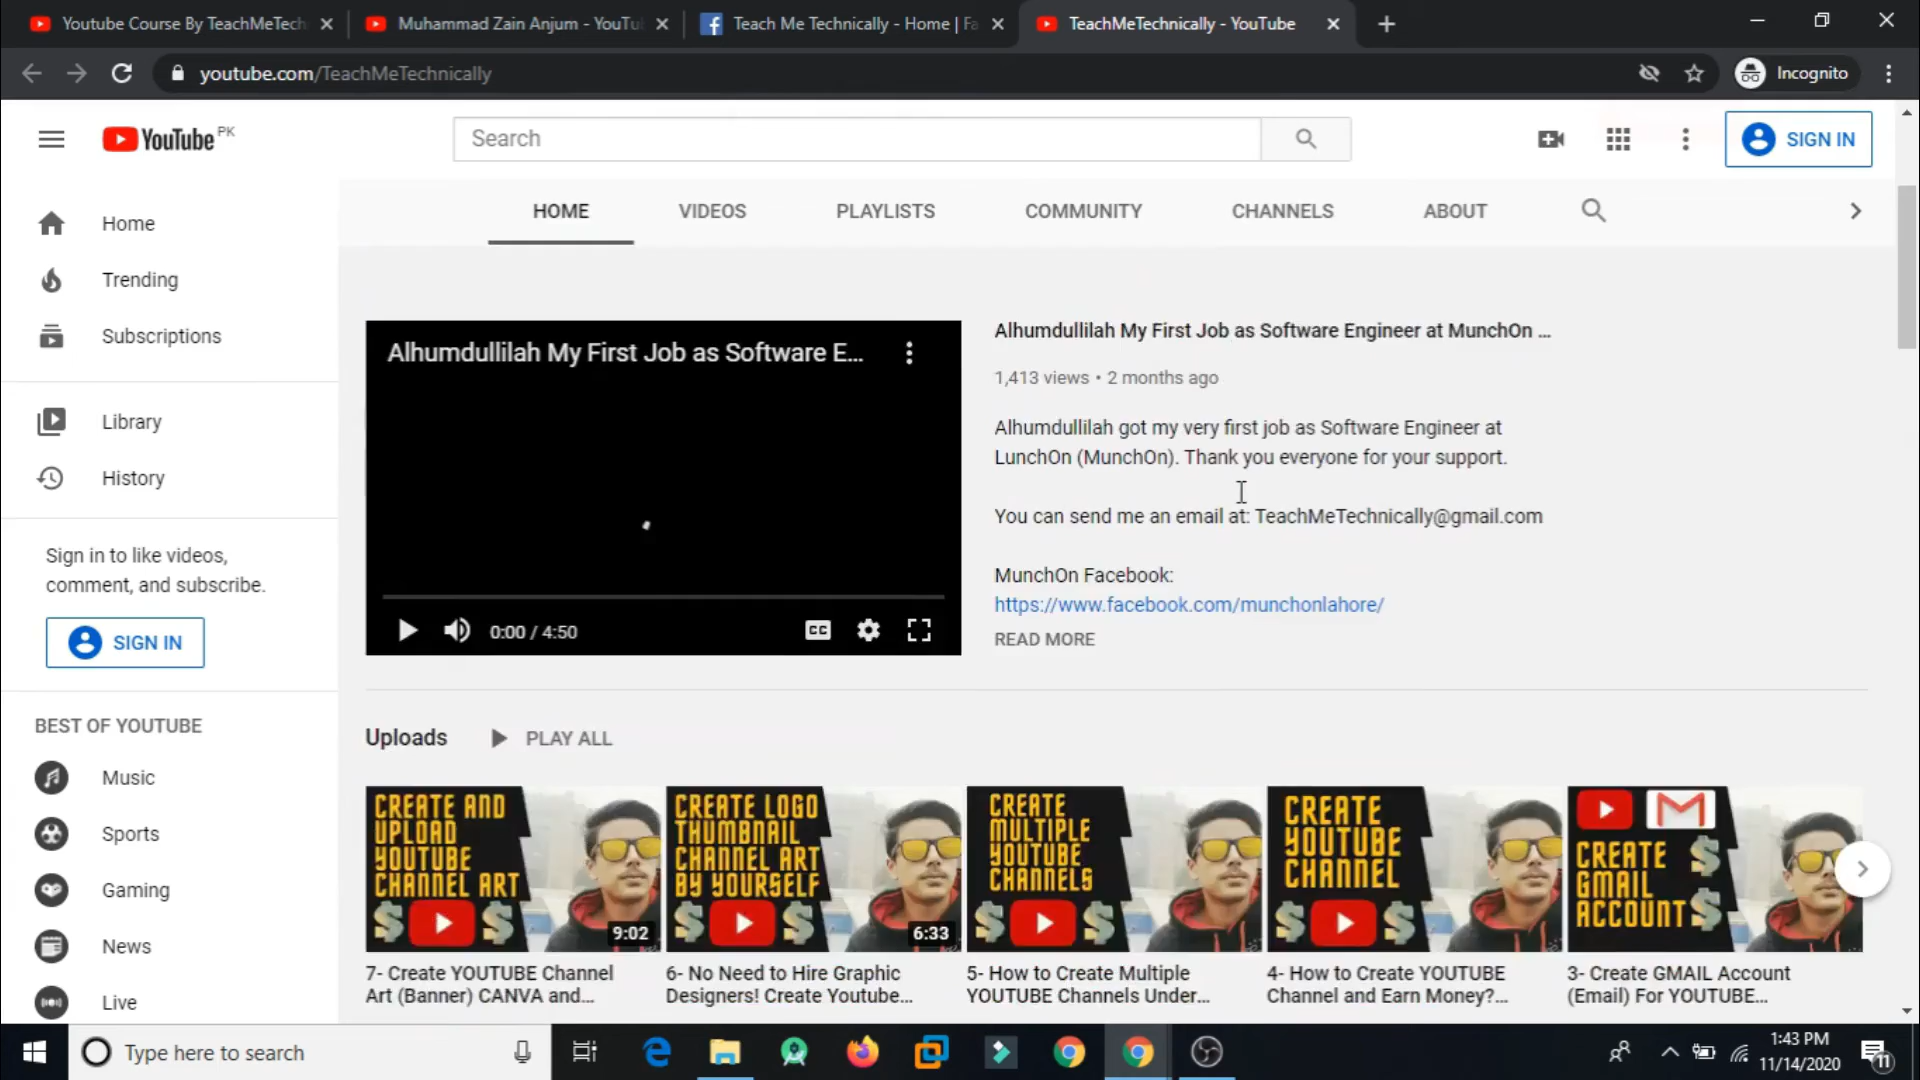 Youtube Course By TeachMeTech
Muhammad Zain Anjum - YouTu
Teach Me Technically - Home | Fa
TeachMeTechnically - YouTube
youtube.com/TeachMeTechnically
Incognito
YouTube PK
Search
SIGN IN
HOME
VIDEOS
PLAYLISTS
COMMUNITY
CHANNELS
ABOUT
Home
Trending
Subscriptions
Library
History
Sign in to like videos,
comment, and subscribe.
SIGN IN
BEST OF YOUTUBE
Music
Sports
Gaming
News
Live
Alhumdullilah My First Job as Software E...
0:00 / 4:50
CC
Alhumdullilah My First Job as Software Engineer at MunchOn ...
1,413 views • 2 months ago
Alhumdullilah got my very first job as Software Engineer at
LunchOn (MunchOn). Thank you everyone for your support.
You can send me an email at: TeachMeTechnically@gmail.com
MunchOn Facebook:
https://www.facebook.com/munchonlahore/
READ MORE
Uploads
PLAY ALL
CREATE AND
UPLOAD
YOUTUBE
CHANNEL ART
$ $
9:02
7- Create YOUTUBE Channel
Art (Banner) CANVA and...
CREATE LOGO
THUMBNAIL
CHANNEL ART
BY YOURSELF
$ $
6:33
6- No Need to Hire Graphic
Designers! Create Youtube...
CREATE
MULTIPLE
YOUTUBE
CHANNELS
$ $
5- How to Create Multiple
YOUTUBE Channels Under...
CREATE
YOUTUBE
CHANNEL
$ $
4- How to Create YOUTUBE
Channel and Earn Money?...
M
CREATE $
GMAIL
ACCOUNT $
3- Create GMAIL Account
(Email) For YOUTUBE...
Type here to search
1:43 PM
11/14/2020
11